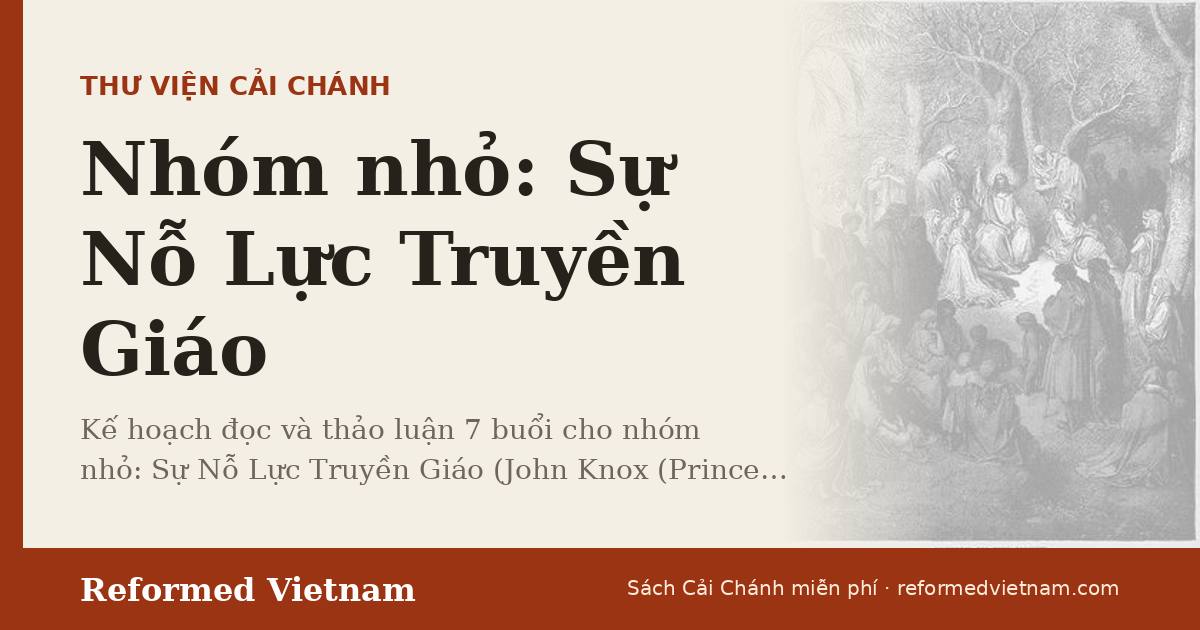 THƯ VIỆN CẢI CHÁNH
Nhóm nhỏ: Sự
Nỗ Lực Truyền
Giáo
Kế hoạch đọc và thảo luận 7 buổi cho nhóm
nhỏ: Sự Nỗ Lực Truyền Giáo (John Knox (Prince…
Reformed Vietnam
Sách Cải Chánh miễn phí · reformedvietnam.com